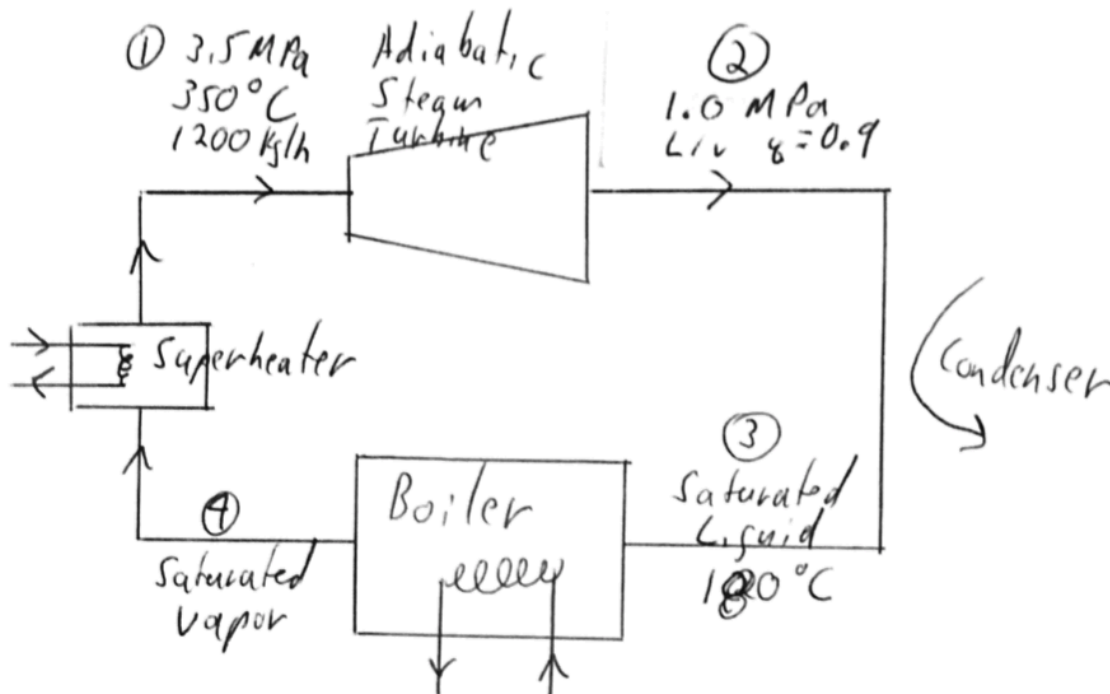 ① 3.5 MPa
350°C
1200 kg/h
Adiabatic
Steam
Turbine
②
1.0 MPa
L/V q=0.9
Superheater
Condenser
③
Saturated
Liquid
180°C
Boiler
④
Saturated
Vapor